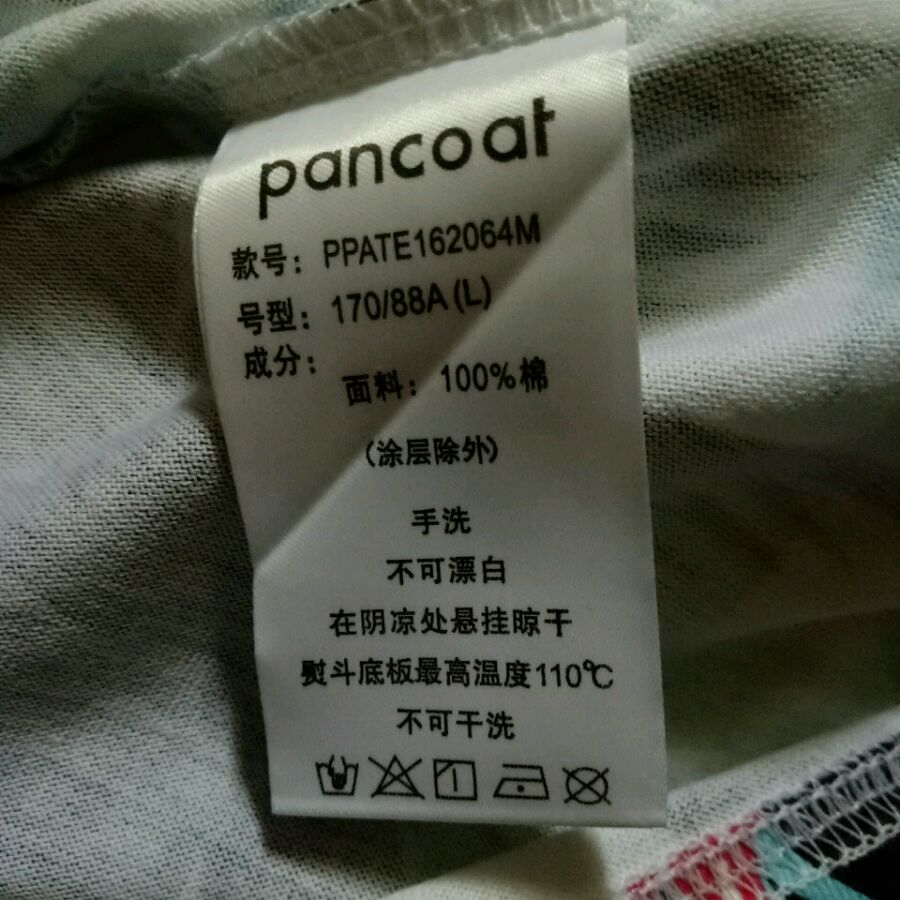 pancoat
款号：PPATE162064M
号型：170/88A(L)
成分：
面料：100%棉
(涂层除外)
手洗
不可漂白
在阴凉处悬挂晾干
熨斗底板最高温度110℃
不可干洗